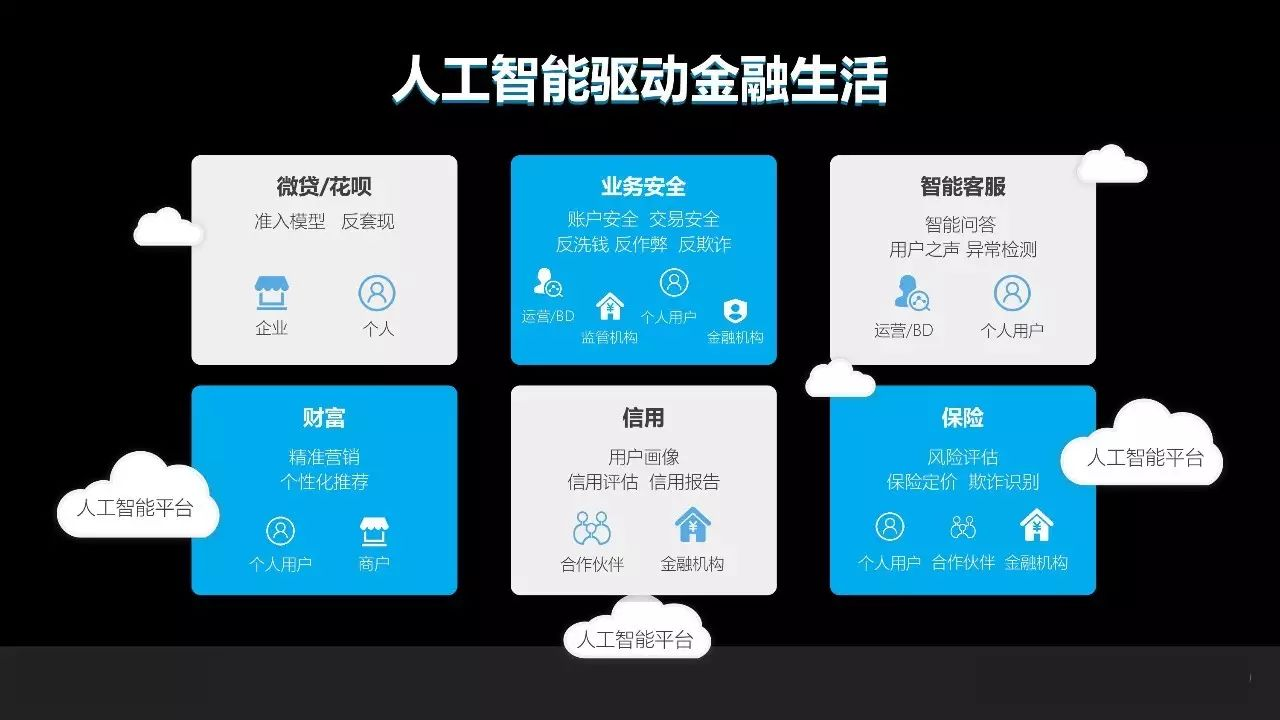 人工智能驱动金融生活
微贷/花呗
准入模型 反套现
企业 个人
业务安全
账户安全 交易安全
反洗钱 反作弊 反欺诈
运营/BD 监管机构 个人用户 金融机构
智能客服
智能问答
用户之声 异常检测
运营/BD 个人用户
财富
精准营销
个性化推荐
个人用户 商户
信用
用户画像
信用评估 信用报告
合作伙伴 金融机构
保险
风险评估
保险定价 欺诈识别
个人用户 合作伙伴 金融机构
人工智能平台
人工智能平台
人工智能平台